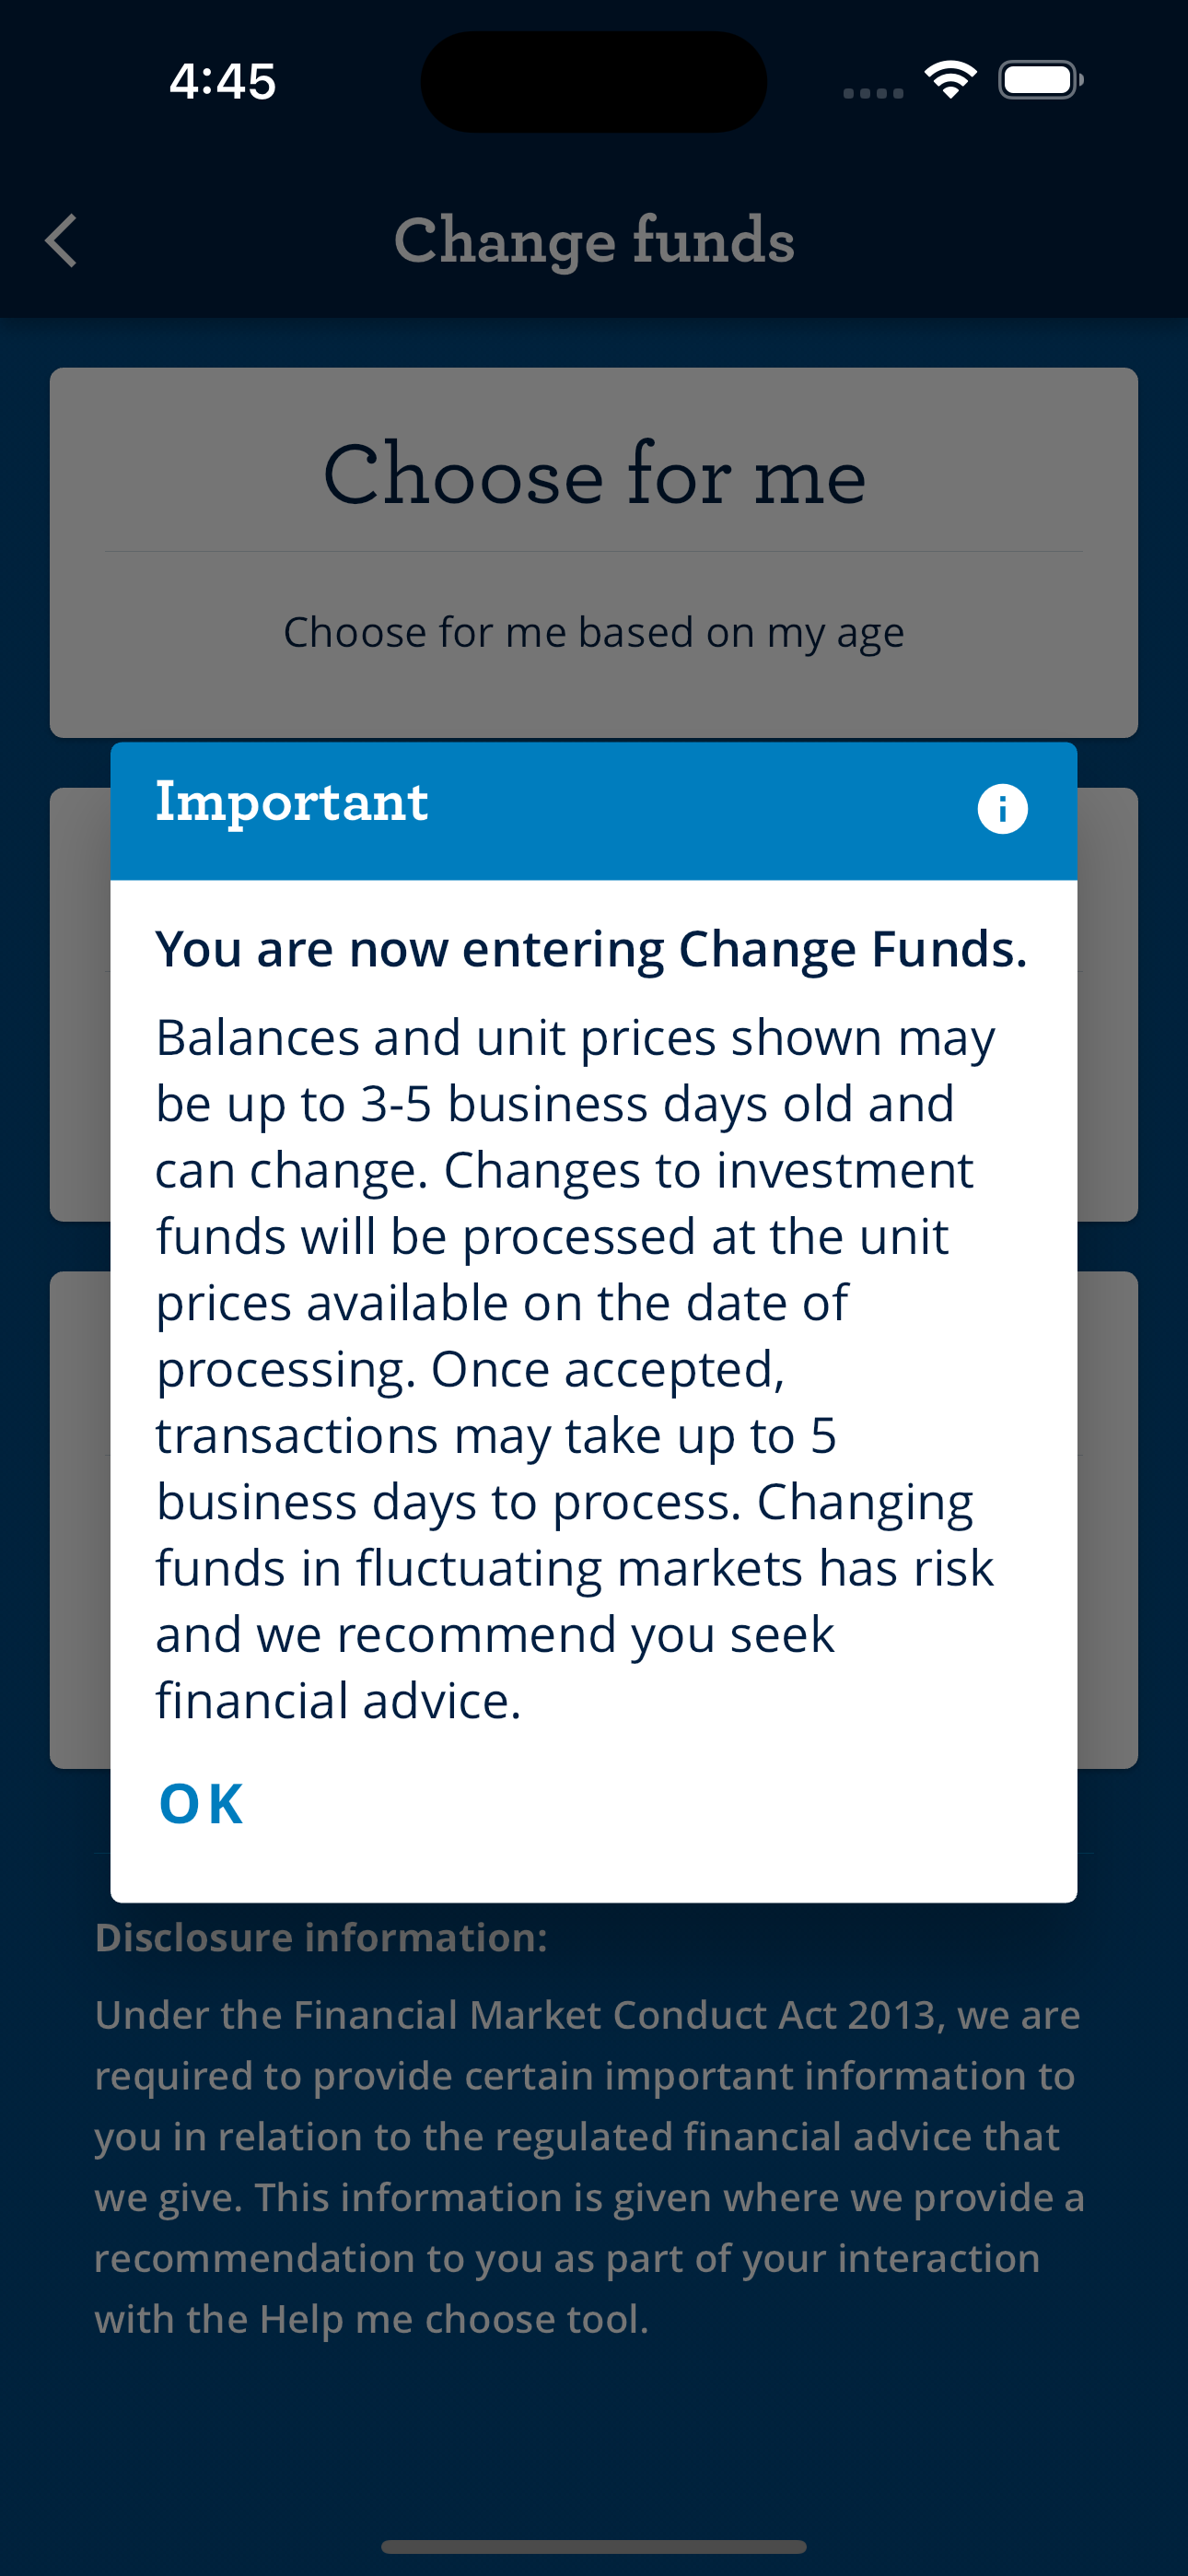 4:45
Change funds
Choose for me
Choose for me based on my age
Important
You are now entering Change Funds.
Balances and unit prices shown may
be up to 3-5 business days old and
can change. Changes to investment
funds will be processed at the unit
prices available on the date of
processing. Once accepted,
transactions may take up to 5
business days to process. Changing
funds in fluctuating markets has risk
and we recommend you seek
financial advice.
OK
Disclosure information:
Under the Financial Market Conduct Act 2013, we are
required to provide certain important information to
you in relation to the regulated financial advice that
we give. This information is given where we provide a
recommendation to you as part of your interaction
with the Help me choose tool.